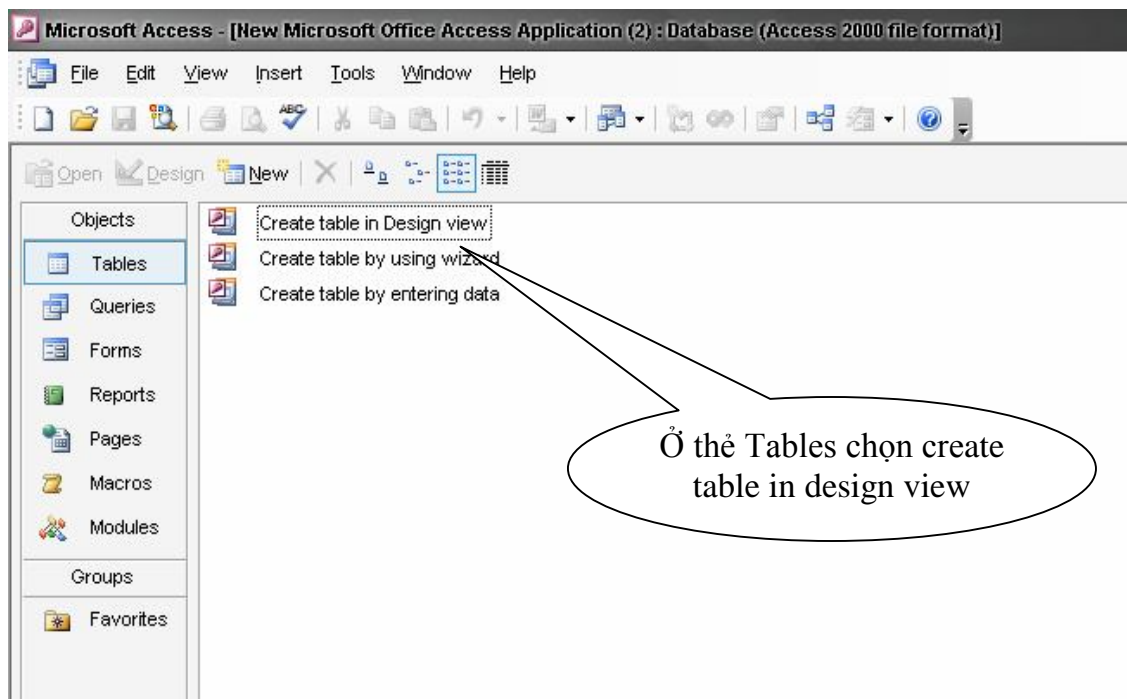 Microsoft Access - [New Microsoft Office Access Application (2) : Database (Access 2000 file format)]
File Edit View Insert Tools Window Help
ABC
Open Design New
Objects
Tables
Queries
Forms
Reports
Pages
Macros
Modules
Groups
Favorites
Create table in Design view
Create table by using wizard
Create table by entering data
Ở thẻ Tables chọn create
table in design view